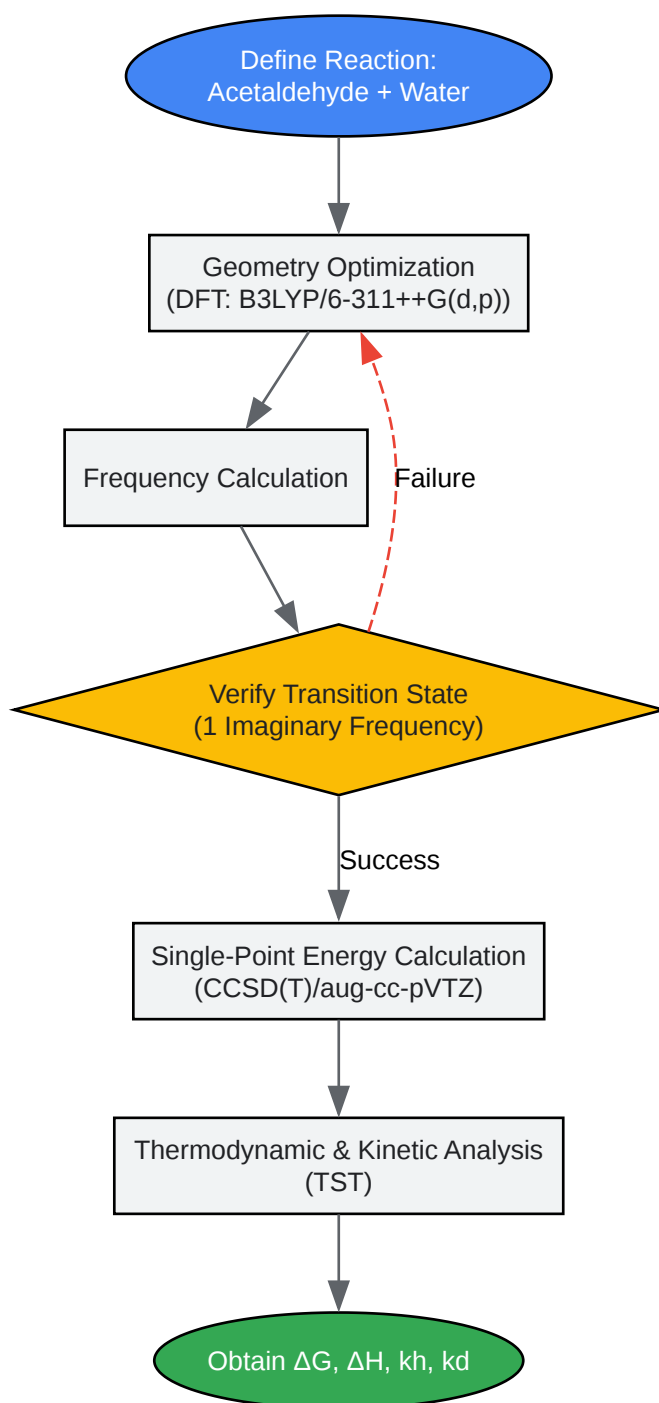 Define Reaction:
Acetaldehyde + Water
Geometry Optimization
(DFT: B3LYP/6-311++G(d,p))
Frequency Calculation
Failure
Verify Transition State
(1 Imaginary Frequency)
Success
Single-Point Energy Calculation
(CCSD(T)/aug-cc-pVTZ)
Thermodynamic & Kinetic Analysis
(TST)
Obtain ΔG, ΔH, kh, kd